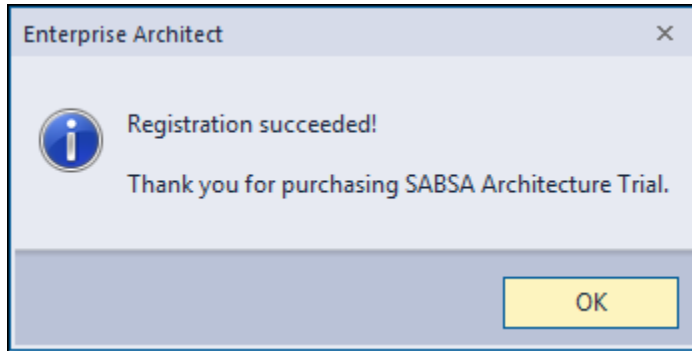 Enterprise Architect
Registration succeeded!
Thank you for purchasing SABSA Architecture Trial.
OK